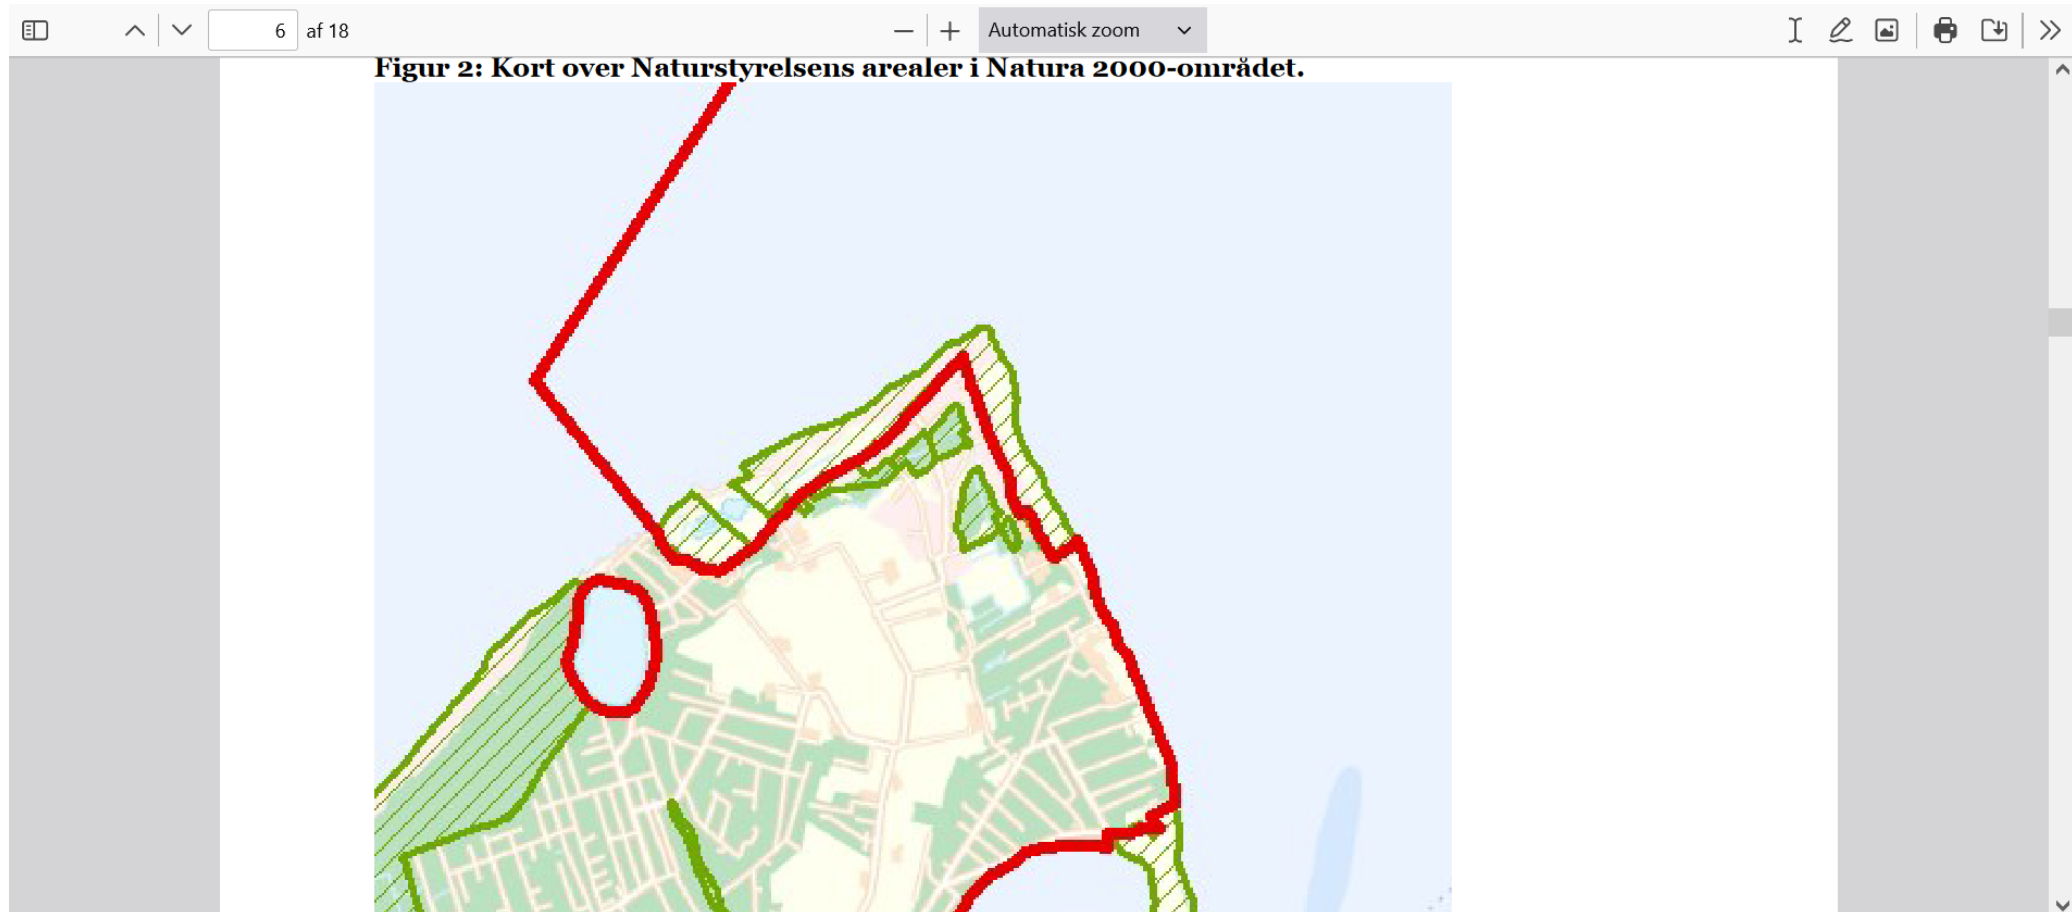 6 af 18
Automatisk zoom
Figur 2: Kort over Naturstyrelsens arealer i Natura 2000-området.